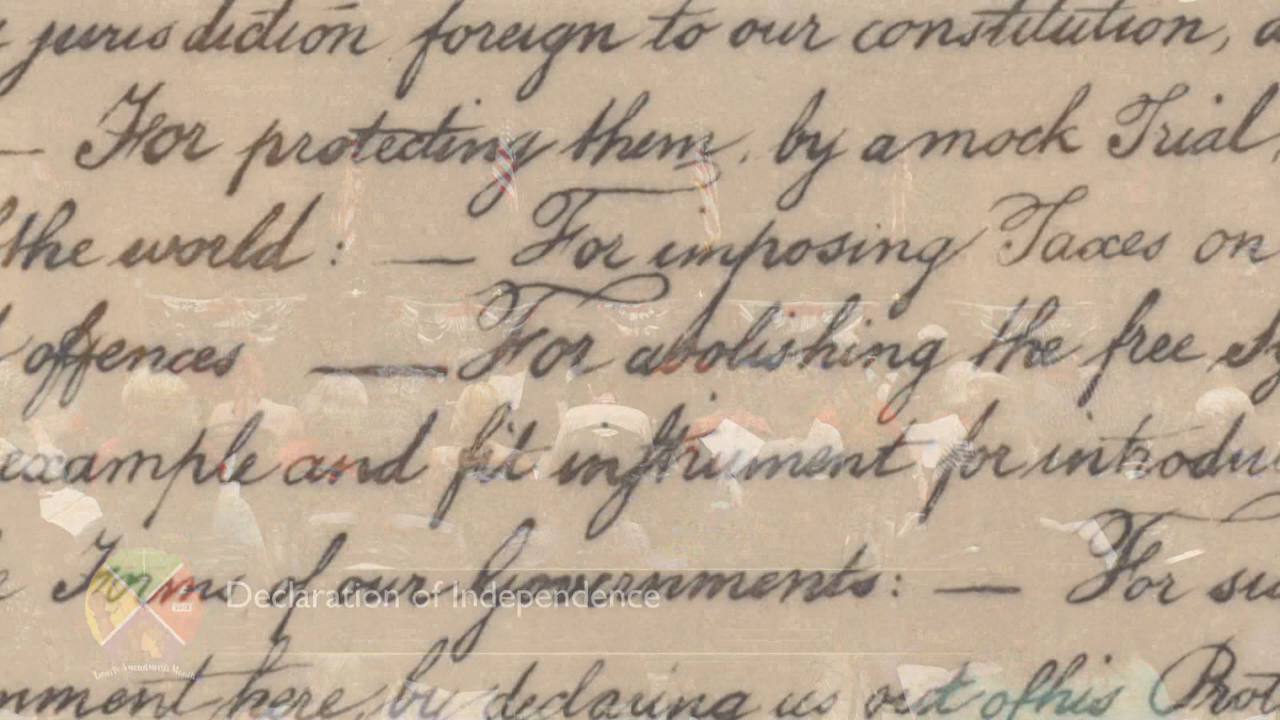 jurisdiction foreign to our constitution, a
— For protecting them, by a mock Trial,
the world : — For imposing Taxes on
offences — For abolishing the free Sy
example and fit instrument for introdu
Forms of our Governments: — For su
Declaration of Independence
nment here, by declaring us out of his Prot